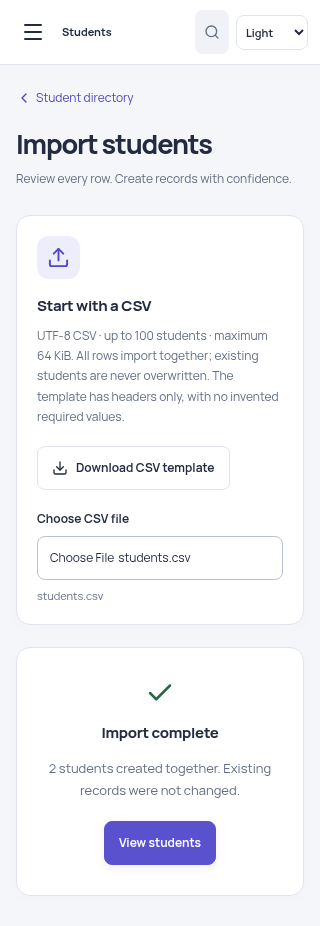 Students
Light
Student directory
Import students
Review every row. Create records with confidence.
Start with a CSV
UTF-8 CSV · up to 100 students · maximum
64 KiB. All rows import together; existing
students are never overwritten. The
template has headers only, with no invented
required values.
Download CSV template
Choose CSV file
Choose File students.csv
students.csv
Import complete
2 students created together. Existing
records were not changed.
View students